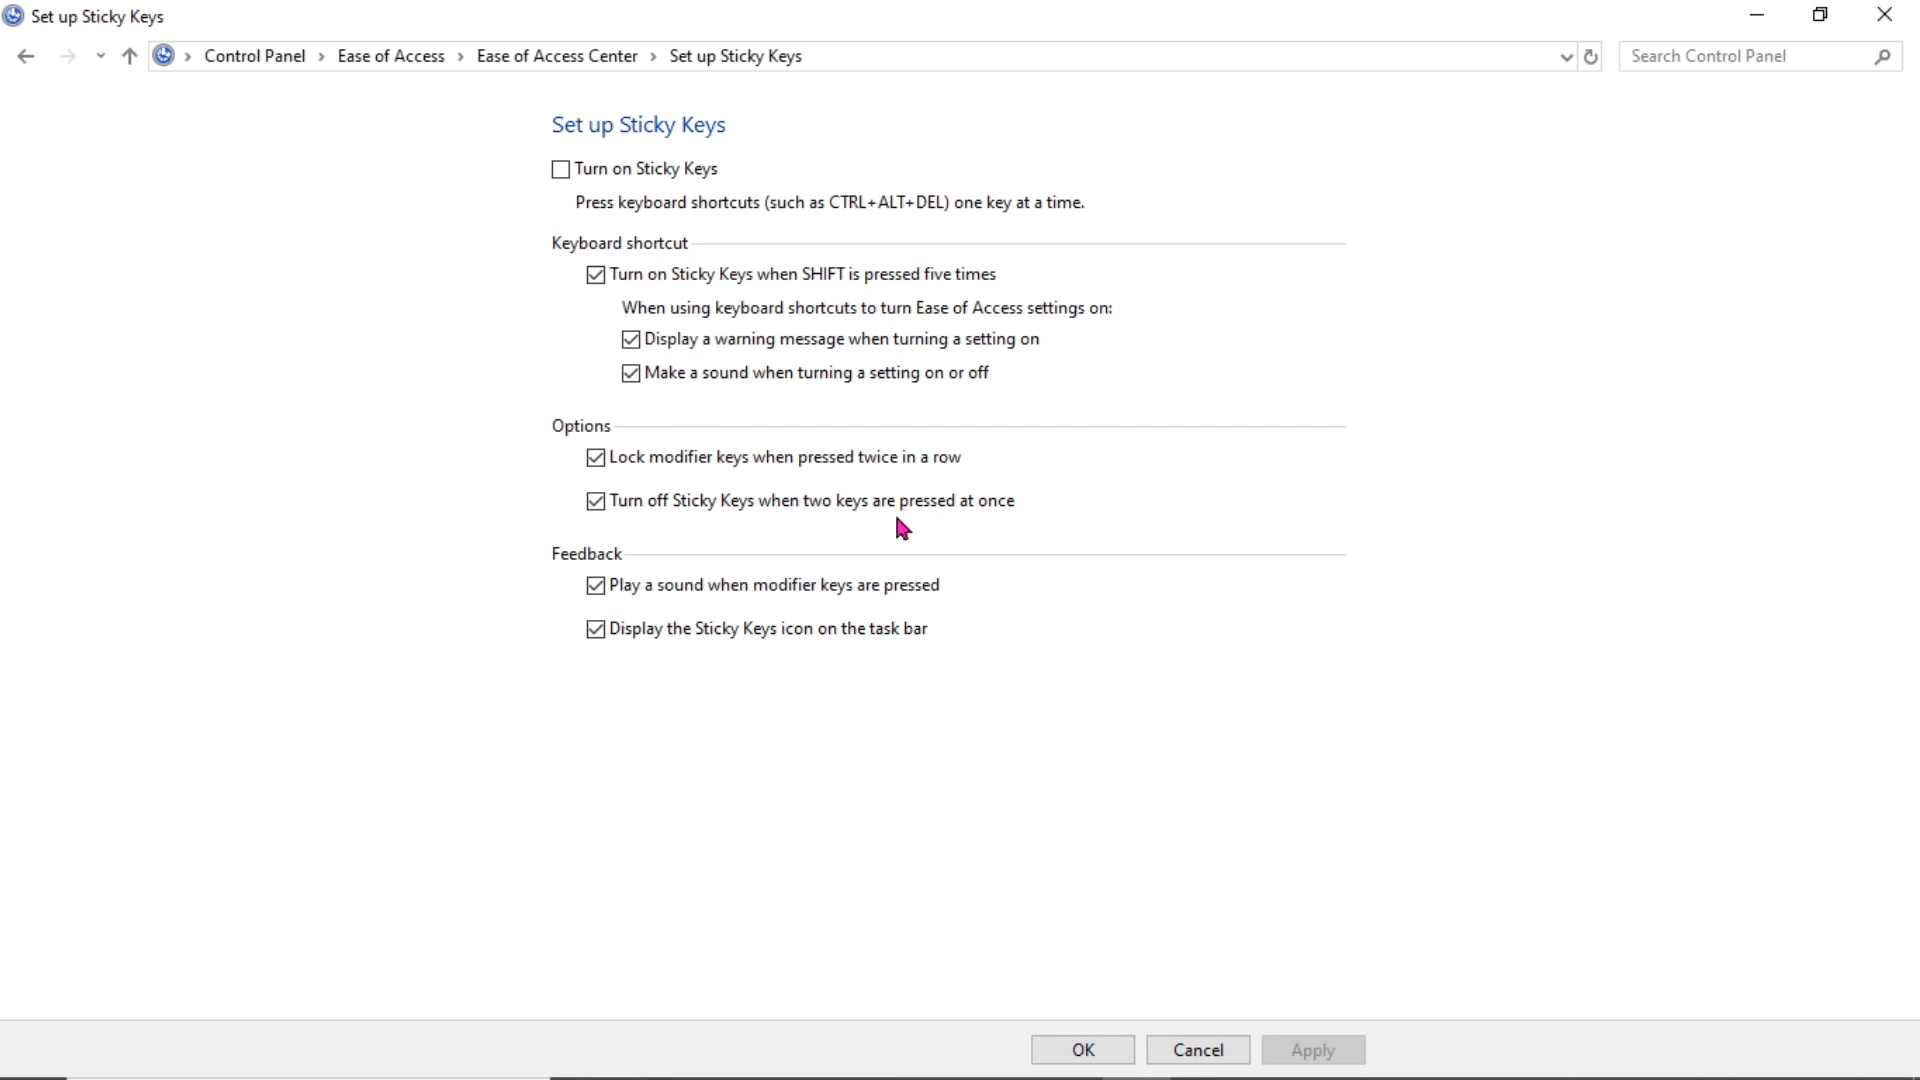 Set up Sticky Keys
Control Panel > Ease of Access > Ease of Access Center > Set up Sticky Keys
Search Control Panel
Set up Sticky Keys
Turn on Sticky Keys
Press keyboard shortcuts (such as CTRL+ALT+DEL) one key at a time.
Keyboard shortcut
Turn on Sticky Keys when SHIFT is pressed five times
When using keyboard shortcuts to turn Ease of Access settings on:
Display a warning message when turning a setting on
Make a sound when turning a setting on or off
Options
Lock modifier keys when pressed twice in a row
Turn off Sticky Keys when two keys are pressed at once
Feedback
Play a sound when modifier keys are pressed
Display the Sticky Keys icon on the task bar
OK Cancel Apply